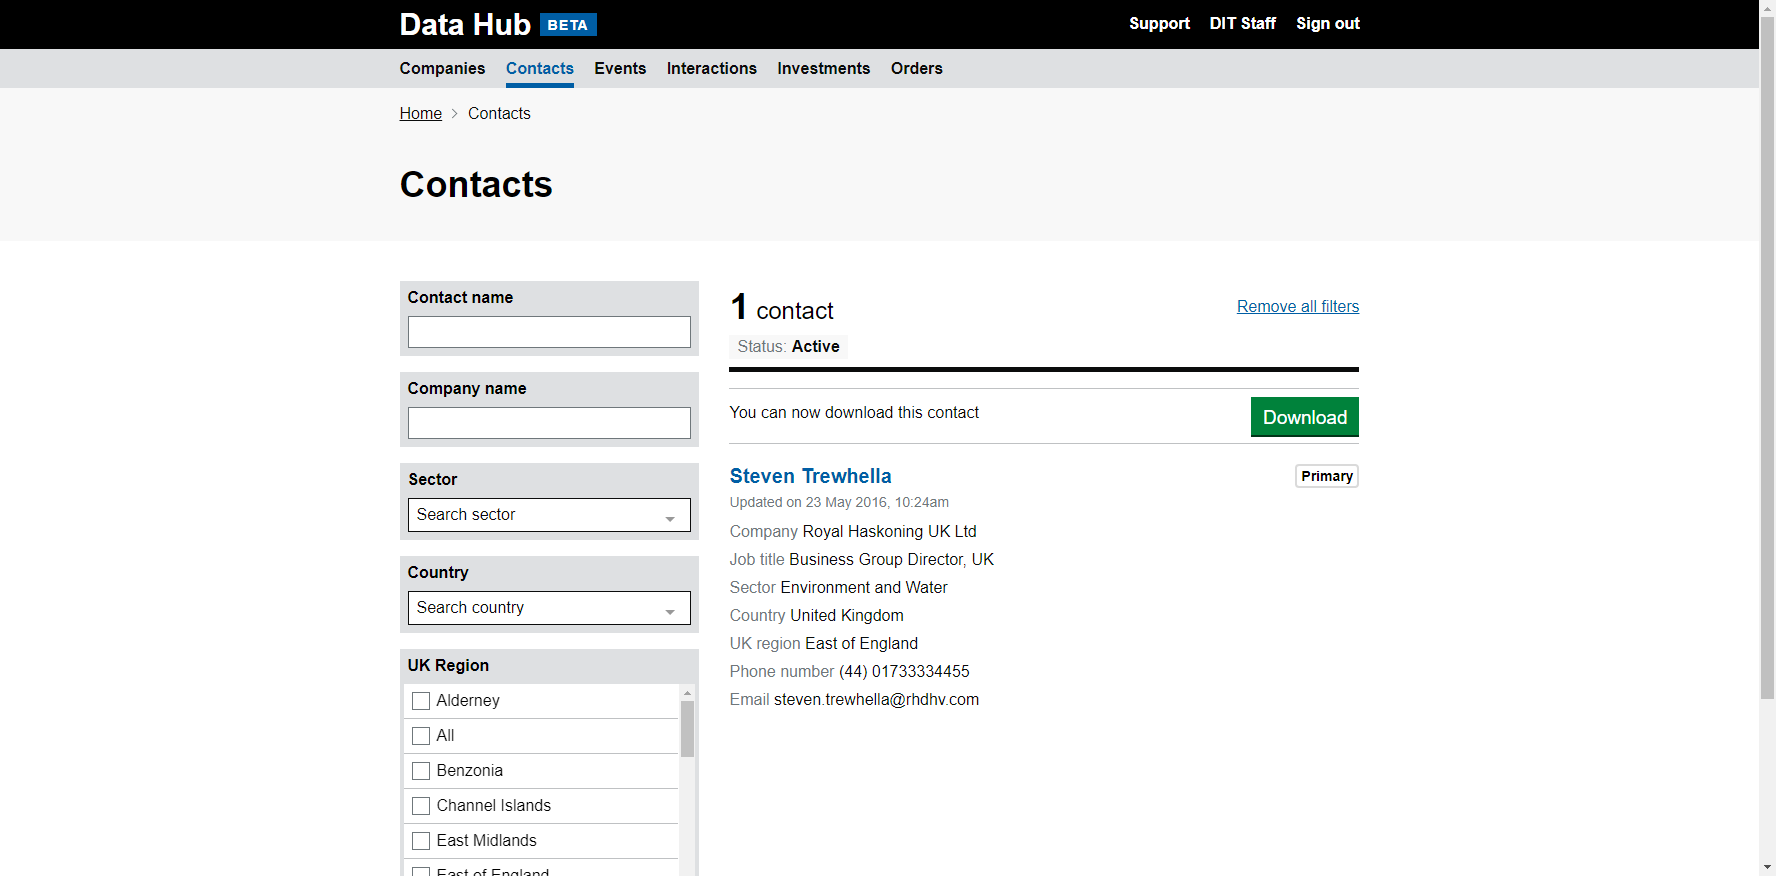 Data Hub BETA
Support DIT Staff Sign out
Companies Contacts Events Interactions Investments Orders
Home > Contacts
Contacts
Contact name
Company name
Sector
Search sector
Country
Search country
UK Region
Alderney
All
Benzonia
Channel Islands
East Midlands
East of England
1 contact
Remove all filters
Status: Active
You can now download this contact
Download
Steven Trewhella
Primary
Updated on 23 May 2016, 10:24am
Company Royal Haskoning UK Ltd
Job title Business Group Director, UK
Sector Environment and Water
Country United Kingdom
UK region East of England
Phone number (44) 01733334455
Email steven.trewhella@rhdhv.com